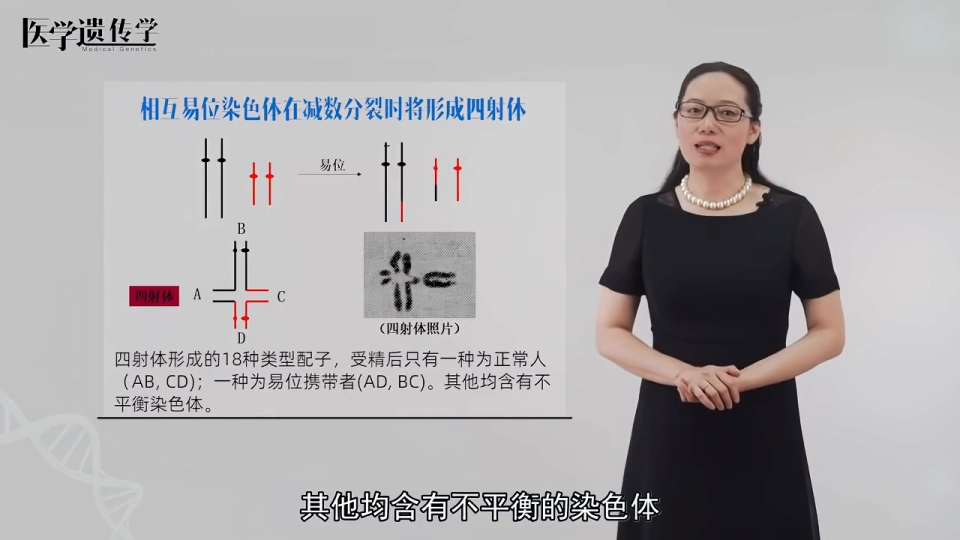 医学遗传学
Medical Genetics
相互易位染色体在减数分裂时将形成四射体
易位
B
四射体
A
C
D
（四射体照片）
四射体形成的18种类型配子，受精后只有一种为正常人
（AB, CD)；一种为易位携带者(AD, BC)。其他均含有不
平衡染色体。
其他均含有不平衡的染色体